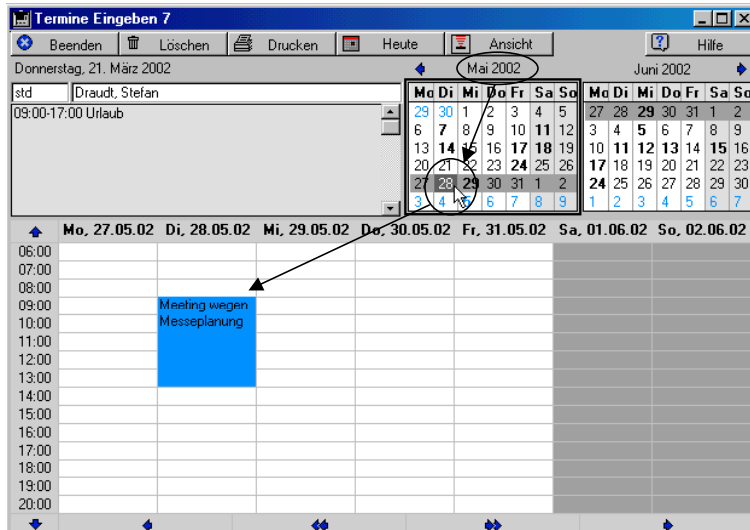 Termine Eingeben 7
Beenden Löschen Drucken Heute Ansicht Hilfe
Donnerstag, 21. März 2002
Mai 2002
Juni 2002
std Draudt, Stefan
09:00-17:00 Urlaub
Mo Di Mi Do Fr Sa So
29 30 1 2 3 4 5
6 7 8 9 10 11 12
13 14 15 16 17 18 19
20 21 22 23 24 25 26
27 28 29 30 31 1 2
3 4 5 6 7 8 9
Mo Di Mi Do Fr Sa So
27 28 29 30 31 1 2
3 4 5 6 7 8 9
10 11 12 13 14 15 16
17 18 19 20 21 22 23
24 25 26 27 28 29 30
1 2 3 4 5 6 7
Mo, 27.05.02 Di, 28.05.02 Mi, 29.05.02 Do, 30.05.02 Fr, 31.05.02 Sa, 01.06.02 So, 02.06.02
06:00
07:00
08:00
09:00 Meeting wegen
10:00 Messeplanung
11:00
12:00
13:00
14:00
15:00
16:00
17:00
18:00
19:00
20:00